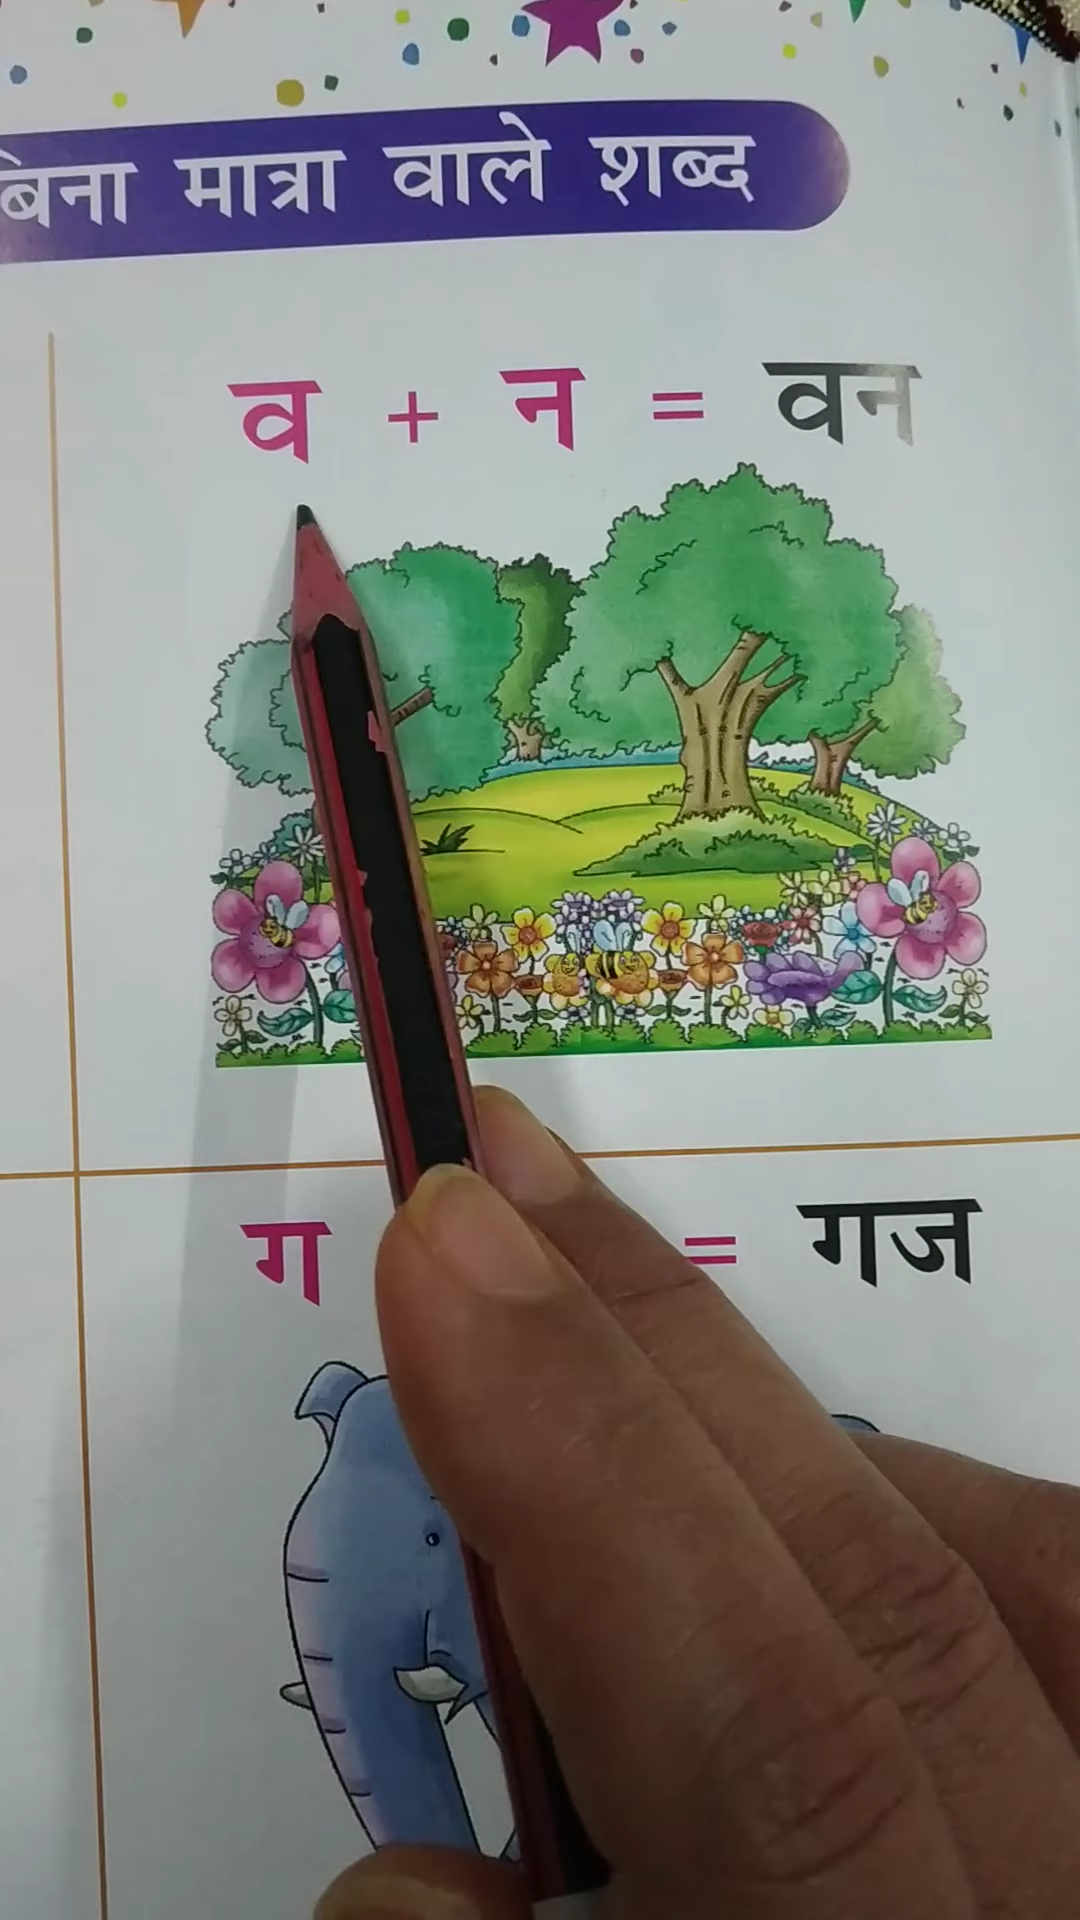 बिना मात्रा वाले शब्द
व + न = वन
ग = गज